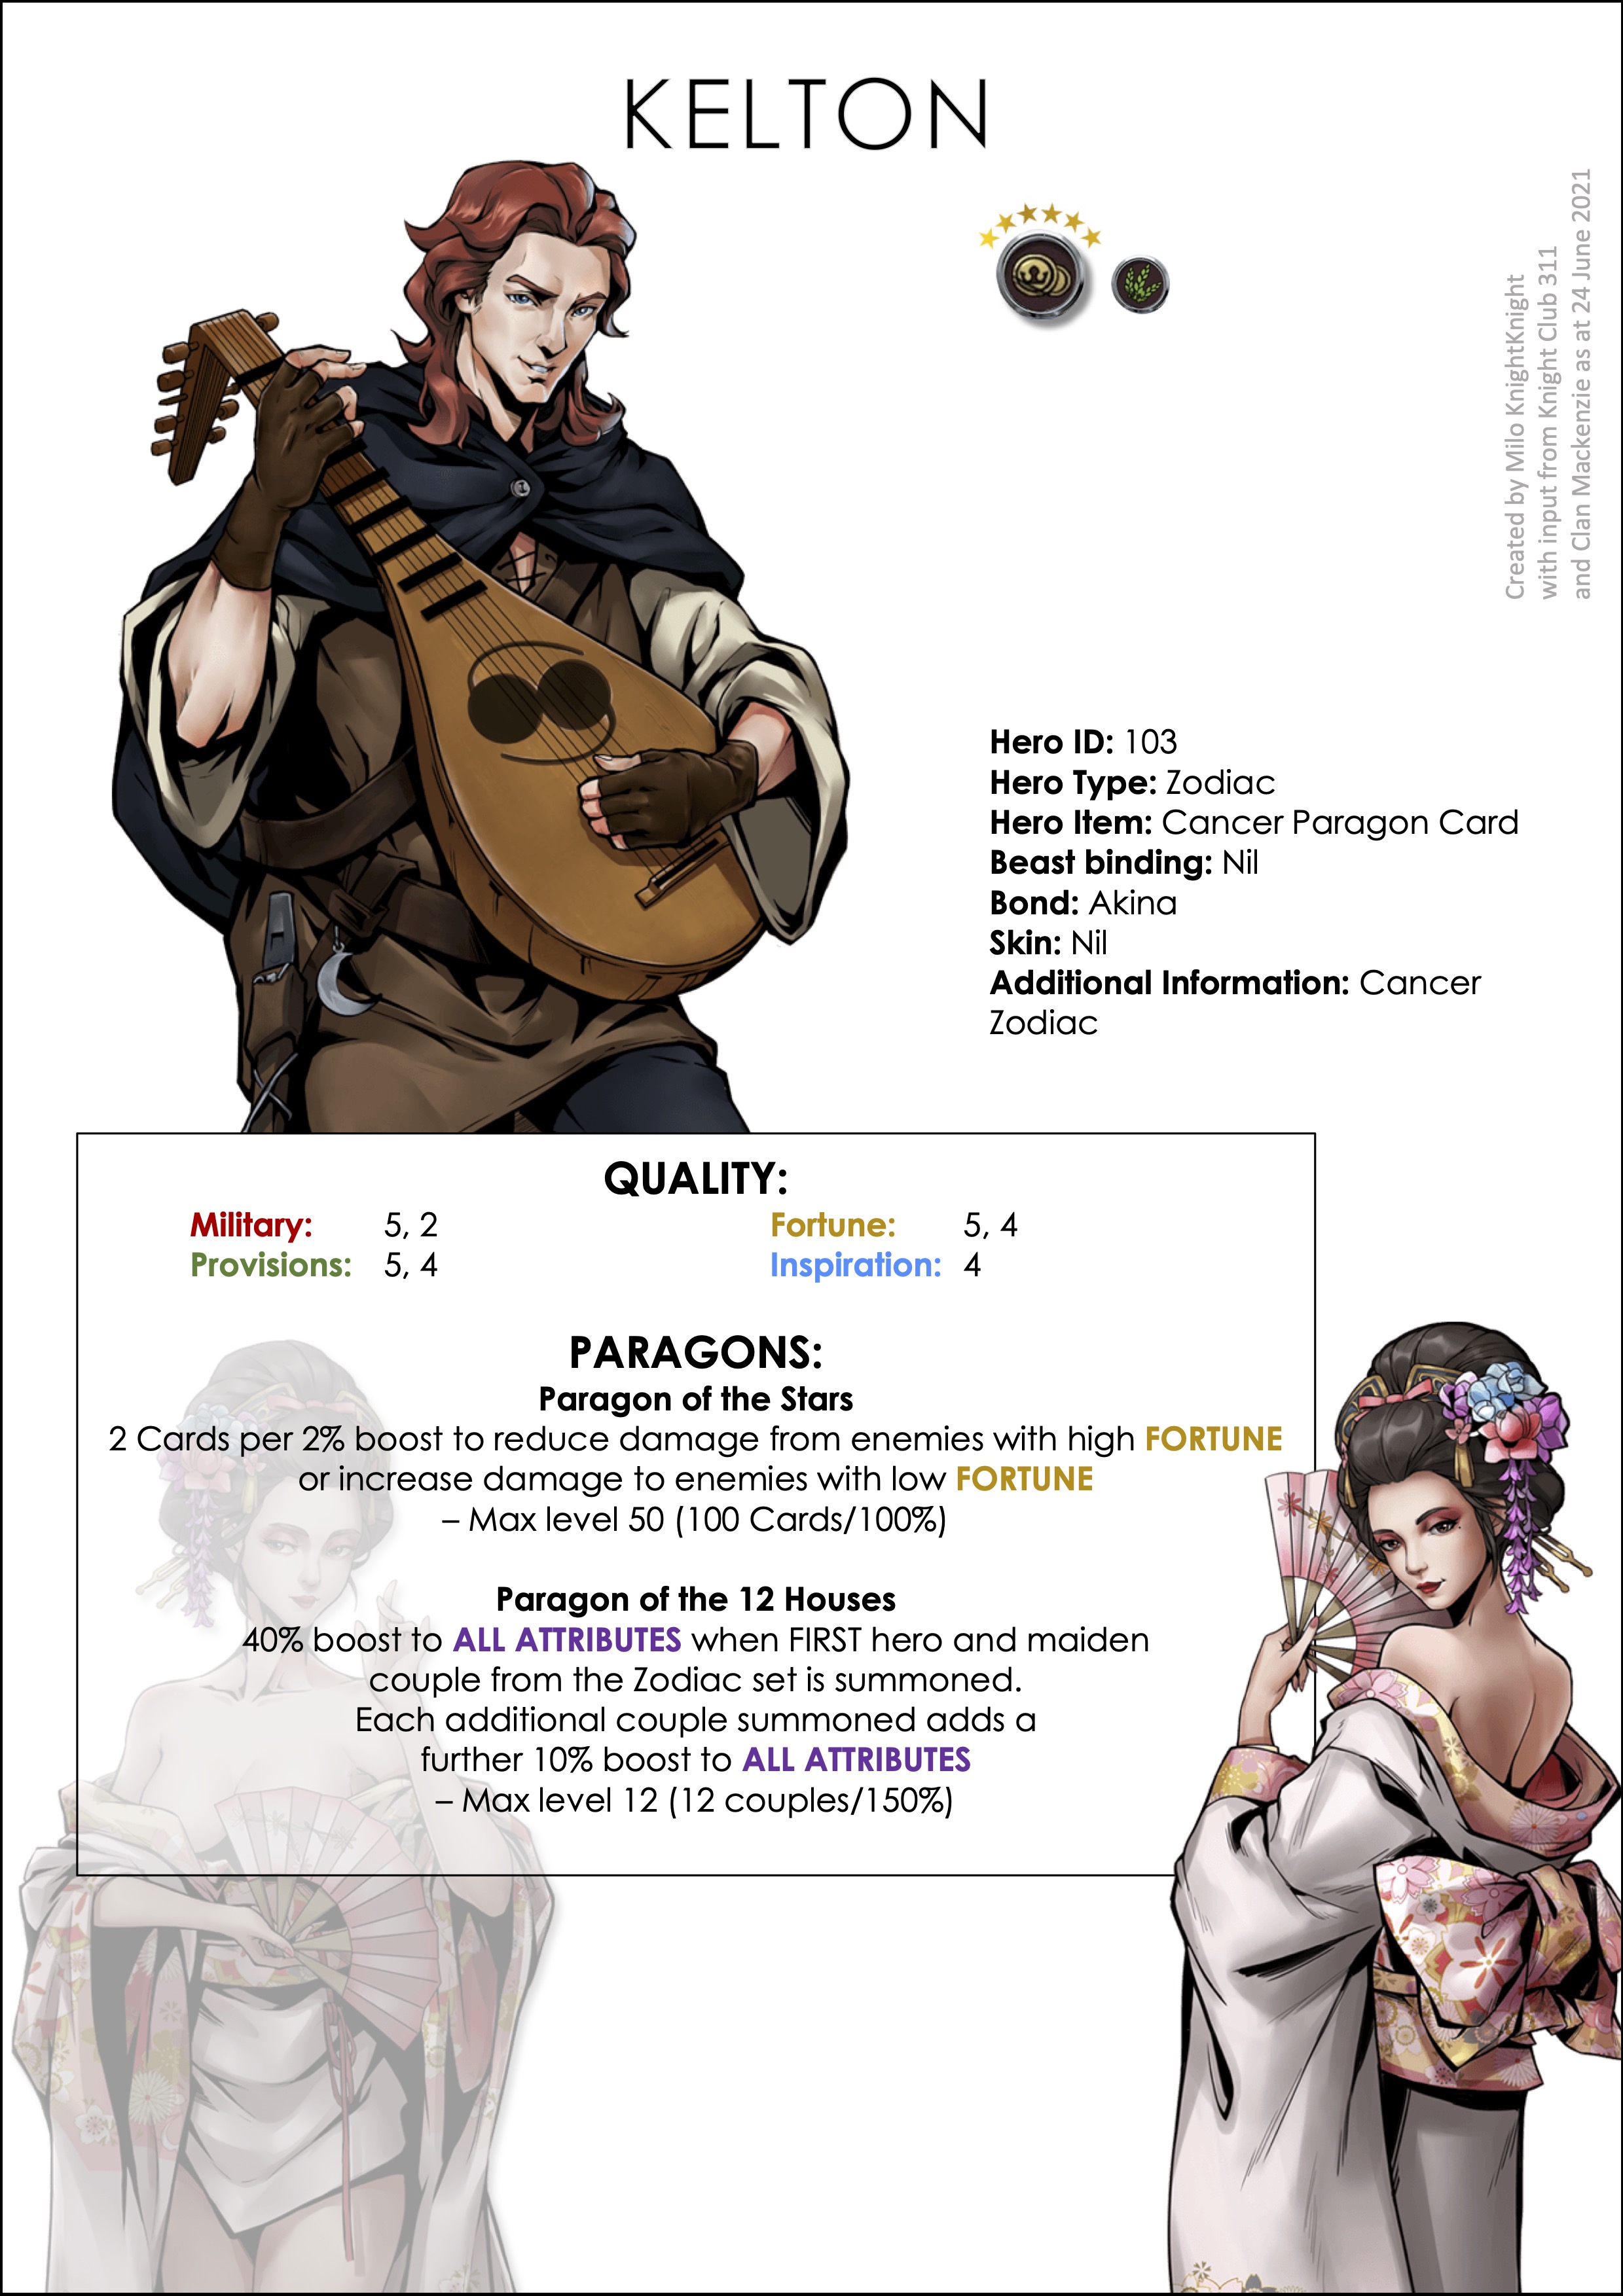 KELTON
Created by Milo KnightKnight
with input from Knight Club 311
and Clan Mackenzie as at 24 June 2021
Hero ID: 103
Hero Type: Zodiac
Hero Item: Cancer Paragon Card
Beast binding: Nil
Bond: Akina
Skin: Nil
Additional Information: Cancer
Zodiac
QUALITY:
Military: 5, 2 Fortune: 5, 4
Provisions: 5, 4 Inspiration: 4
PARAGONS:
Paragon of the Stars
2 Cards per 2% boost to reduce damage from enemies with high FORTUNE
or increase damage to enemies with low FORTUNE
– Max level 50 (100 Cards/100%)
Paragon of the 12 Houses
40% boost to ALL ATTRIBUTES when FIRST hero and maiden
couple from the Zodiac set is summoned.
Each additional couple summoned adds a
further 10% boost to ALL ATTRIBUTES
– Max level 12 (12 couples/150%)